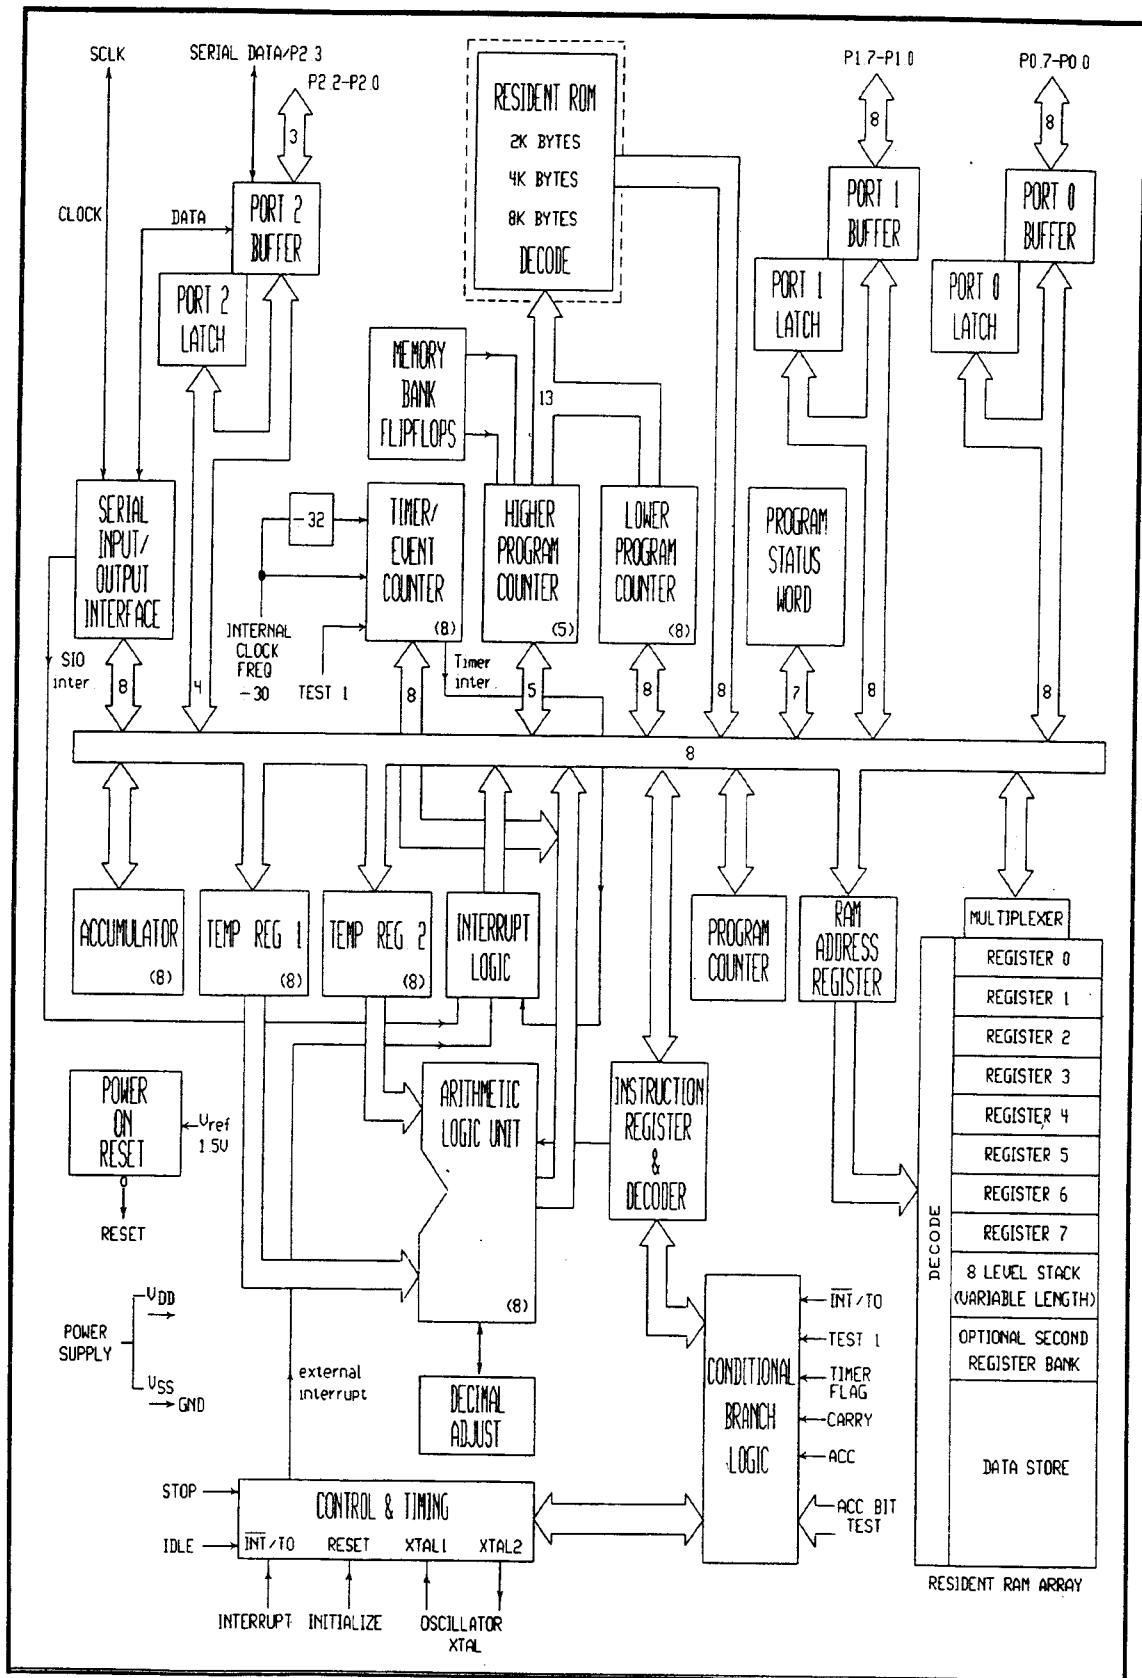 SCLK
SERIAL DATA/P2.3
P2.2-P2.0
P1.7-P1.0
P0.7-P0.0
3
8
8
RESIDENT ROM
2K BYTES
4K BYTES
8K BYTES
DECODE
CLOCK
DATA
PORT 2
BUFFER
PORT 2
LATCH
PORT 1
BUFFER
PORT 1
LATCH
PORT 0
BUFFER
PORT 0
LATCH
MEMORY
BANK
FLIPFLOPS
13
SERIAL
INPUT/
OUTPUT
INTERFACE
-32
TIMER/
EVENT
COUNTER
(8)
HIGHER
PROGRAM
COUNTER
(5)
LOWER
PROGRAM
COUNTER
(8)
PROGRAM
STATUS
WORD
INTERNAL
CLOCK
FREQ
-30
TEST 1
SIO
inter.
Timer
inter.
8
4
8
5
8
8
7
8
8
8
ACCUMULATOR
(8)
TEMP REG 1
(8)
TEMP REG 2
(8)
INTERRUPT
LOGIC
PROGRAM
COUNTER
RAM
ADDRESS
REGISTER
MULTIPLEXER
REGISTER 0
REGISTER 1
REGISTER 2
REGISTER 3
REGISTER 4
REGISTER 5
REGISTER 6
REGISTER 7
8 LEVEL STACK
(VARIABLE LENGTH)
OPTIONAL SECOND
REGISTER BANK
DATA STORE
DECODE
RESIDENT RAM ARRAY
POWER
ON
RESET
Vref
1.5V
RESET
ARITHMETIC
LOGIC UNIT
(8)
INSTRUCTION
REGISTER
&
DECODER
POWER
SUPPLY
VDD
VSS
GND
external
interrupt
DECIMAL
ADJUST
CONDITIONAL
BRANCH
LOGIC
INT/T0
TEST 1
TIMER
FLAG
CARRY
ACC
ACC BIT
TEST
STOP
IDLE
CONTROL & TIMING
INT/T0 RESET XTAL1 XTAL2
INTERRUPT INITIALIZE OSCILLATOR
XTAL